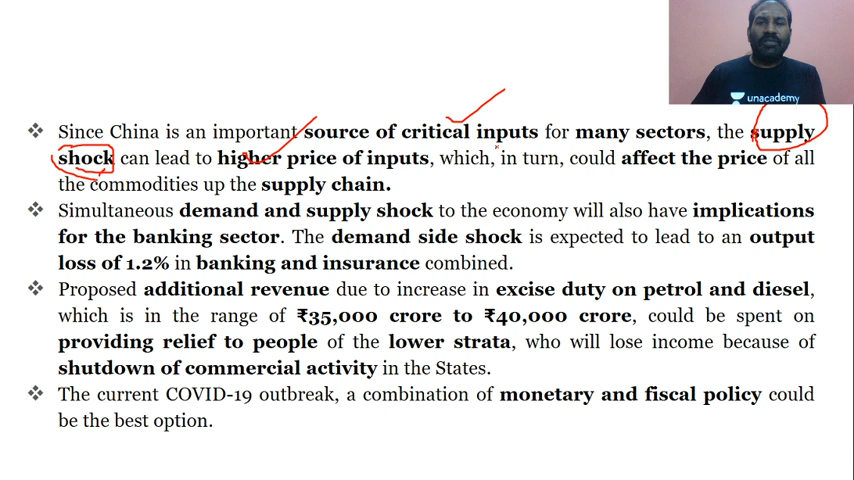 unacademy
❖ Since China is an important source of critical inputs for many sectors, the supply
shock can lead to higher price of inputs, which, in turn, could affect the price of all
the commodities up the supply chain.
❖ Simultaneous demand and supply shock to the economy will also have implications
for the banking sector. The demand side shock is expected to lead to an output
loss of 1.2% in banking and insurance combined.
❖ Proposed additional revenue due to increase in excise duty on petrol and diesel,
which is in the range of ₹35,000 crore to ₹40,000 crore, could be spent on
providing relief to people of the lower strata, who will lose income because of
shutdown of commercial activity in the States.
❖ The current COVID-19 outbreak, a combination of monetary and fiscal policy could
be the best option.